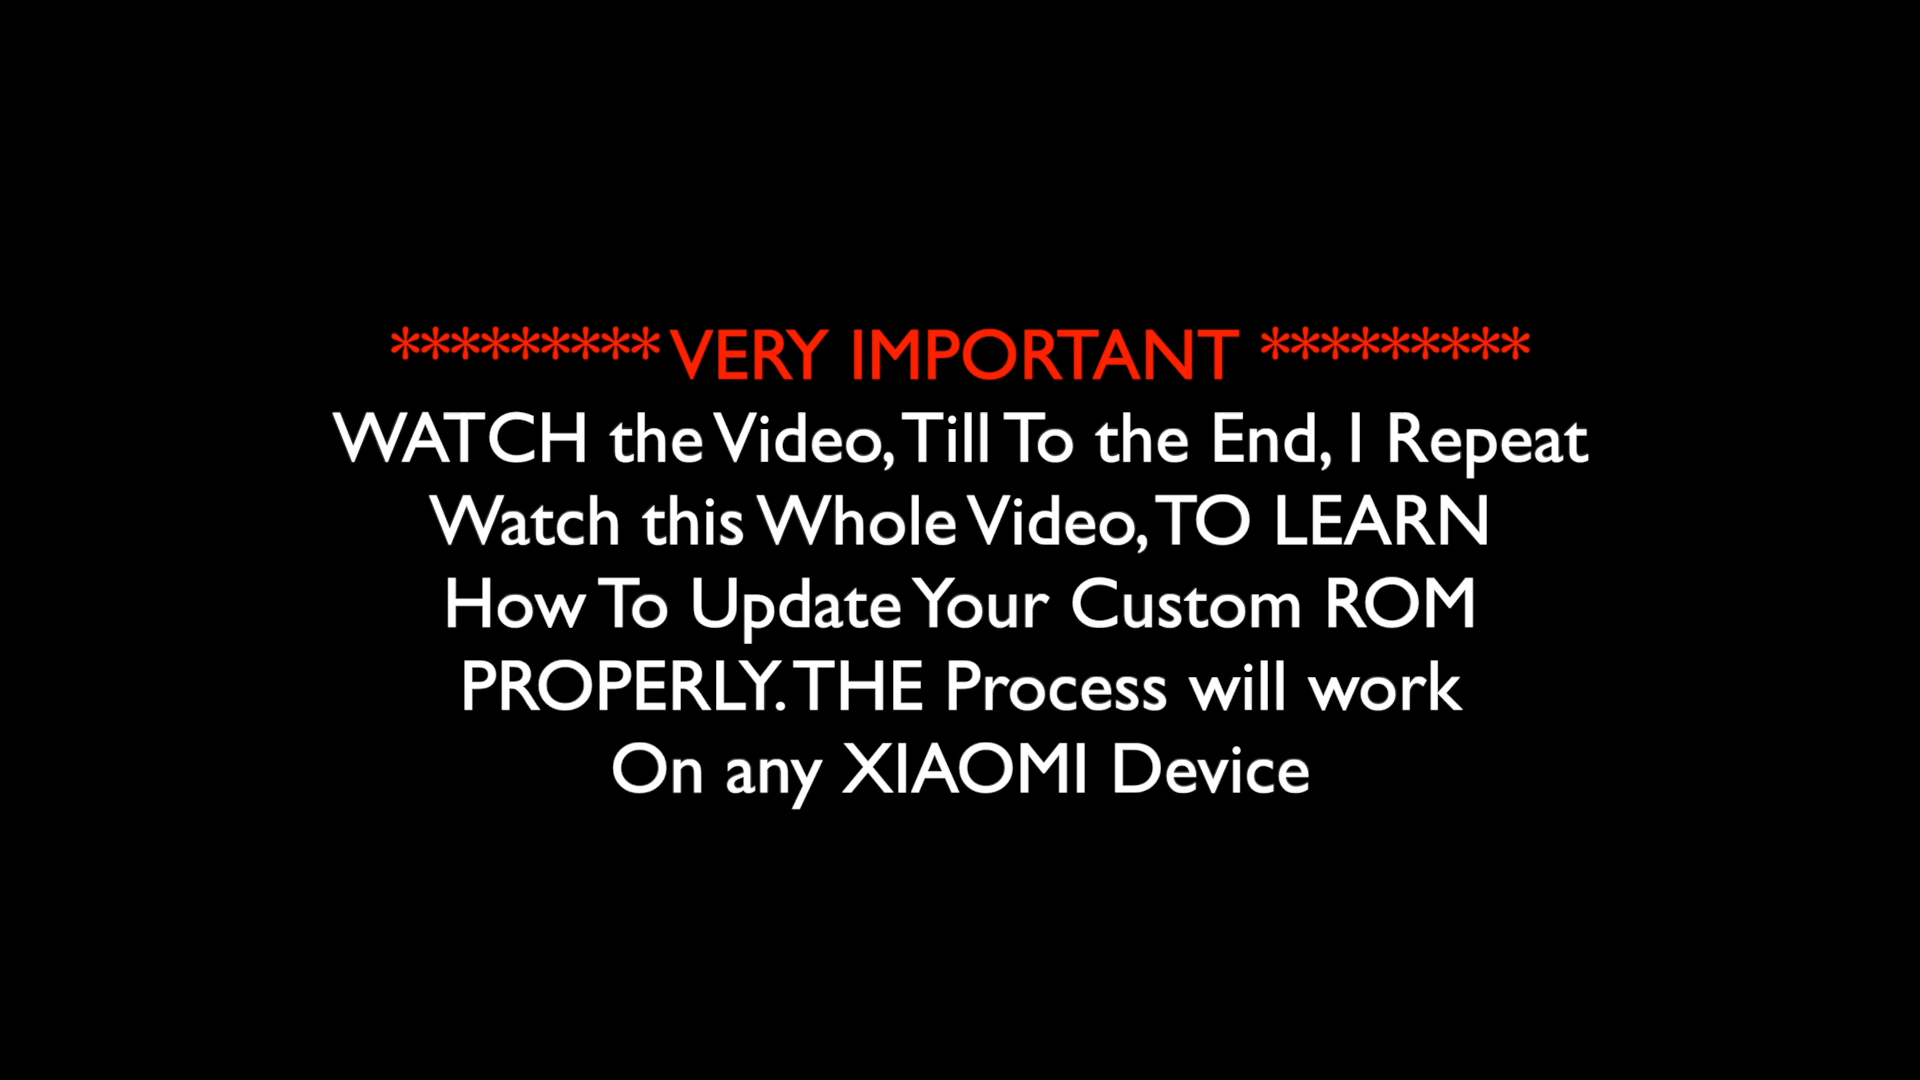 ********* VERY IMPORTANT *********
WATCH the Video, Till To the End, I Repeat
Watch this Whole Video, TO LEARN
How To Update Your Custom ROM
PROPERLY. THE Process will work
On any XIAOMI Device